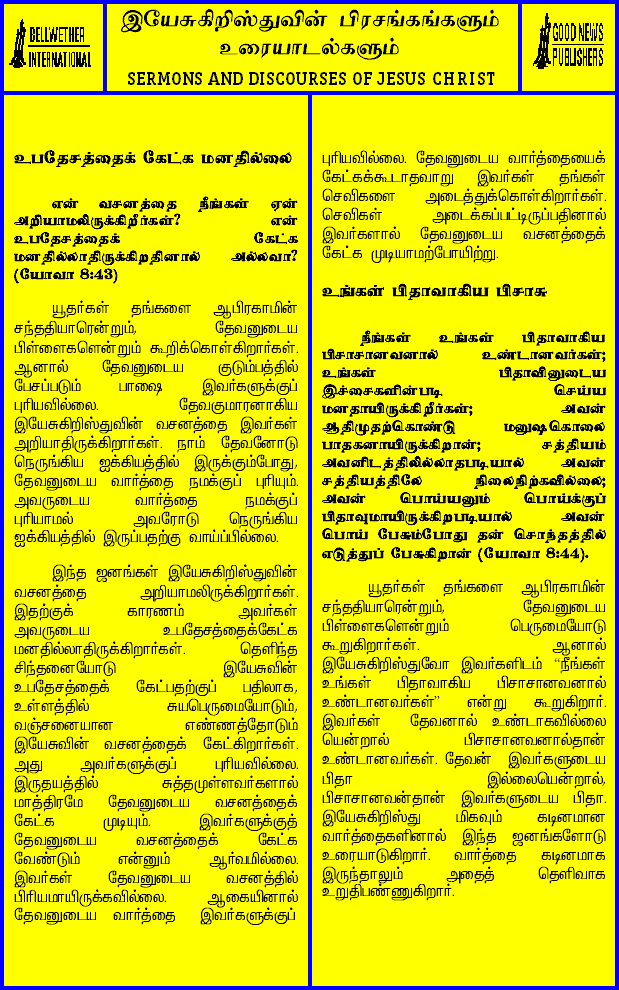 BELLWETHER
INTERNATIONAL
இயேசுகிறிஸ்துவின் பிரசங்கங்களும்
உரையாடல்களும்
SERMONS AND DISCOURSES OF JESUS CHRIST
GOOD NEWS
PUBLISHERS
உபதேசத்தைக் கேட்க மனதில்லை
என் வசனத்தை நீங்கள் ஏன்
அறியாமலிருக்கிறீர்கள்? என்
உபதேசத்தைக் கேட்க
மனதில்லாதிருக்கிறதினால் அல்லவா?
(யோவா 8:43)
யூதர்கள் தங்களை ஆபிரகாமின்
சந்ததியாரென்றும், தேவனுடைய
பிள்ளைகளென்றும் கூறிக்கொள்கிறார்கள்.
ஆனால் தேவனுடைய குடும்பத்தில்
பேசப்படும் பாஷை இவர்களுக்குப்
புரியவில்லை. தேவகுமாரனாகிய
இயேசுகிறிஸ்துவின் வசனத்தை இவர்கள்
அறியாதிருக்கிறார்கள். நாம் தேவனோடு
நெருங்கிய ஐக்கியத்தில் இருக்கும்போது,
தேவனுடைய வார்த்தை நமக்குப் புரியும்.
அவருடைய வார்த்தை நமக்குப்
புரியாமல் அவரோடு நெருங்கிய
ஐக்கியத்தில் இருப்பதற்கு வாய்ப்பில்லை.
இந்த ஜனங்கள் இயேசுகிறிஸ்துவின்
வசனத்தை அறியாமலிருக்கிறார்கள்.
இதற்குக் காரணம் அவர்கள்
அவருடைய உபதேசத்தைக்கேட்க
மனதில்லாதிருக்கிறார்கள். தெளிந்த
சிந்தனையோடு இயேசுவின்
உபதேசத்தைக் கேட்பதற்குப் பதிலாக,
உள்ளத்தில் சுயபெருமையோடும்,
வஞ்சனையான எண்ணத்தோடும்
இயேசுவின் வசனத்தைக் கேட்கிறார்கள்.
அது அவர்களுக்குப் புரியவில்லை.
இருதயத்தில் சுத்தமுள்ளவர்களால்
மாத்திரமே தேவனுடைய வசனத்தைக்
கேட்க முடியும். இவர்களுக்குத்
தேவனுடைய வசனத்தைக் கேட்க
வேண்டும் என்னும் ஆர்வமில்லை.
இவர்கள் தேவனுடைய வசனத்தில்
பிரியமாயிருக்கவில்லை. ஆகையினால்
தேவனுடைய வார்த்தை இவர்களுக்குப்
புரியவில்லை. தேவனுடைய வார்த்தையைக்
கேட்கக்கூடாதவாறு இவர்கள் தங்கள்
செவிகளை அடைத்துக்கொள்கிறார்கள்.
செவிகள் அடைக்கப்பட்டிருப்பதினால்
இவர்களால் தேவனுடைய வசனத்தைக்
கேட்க முடியாமற்போயிற்று.
உங்கள் பிதாவாகிய பிசாசு
நீங்கள் உங்கள் பிதாவாகிய
பிசாசானவனால் உண்டானவர்கள்;
உங்கள் பிதாவினுடைய
இச்சைகளின்படி செய்ய
மனதாயிருக்கிறீர்கள்; அவன்
ஆதிமுதற்கொண்டு மனுஷகொலை
பாதகனாயிருக்கிறான்; சத்தியம்
அவனிடத்திலில்லாதபடியால் அவன்
சத்தியத்திலே நிலைநிற்கவில்லை;
அவன் பொய்யனும் பொய்க்குப்
பிதாவுமாயிருக்கிறபடியால் அவன்
பொய் பேசும்போது தன் சொந்தத்தில்
எடுத்துப் பேசுகிறான் (யோவா 8:44).
யூதர்கள் தங்களை ஆபிரகாமின்
சந்ததியாரென்றும், தேவனுடைய
பிள்ளைகளென்றும் பெருமையோடு
கூறுகிறார்கள். ஆனால்
இயேசுகிறிஸ்துவோ இவர்களிடம் “நீங்கள்
உங்கள் பிதாவாகிய பிசாசானவனால்
உண்டானவர்கள்” என்று கூறுகிறார்.
இவர்கள் தேவனால் உண்டாகவில்லை
யென்றால் பிசாசானவனால்தான்
உண்டானவர்கள். தேவன் இவர்களுடைய
பிதா இல்லையென்றால்,
பிசாசானவன்தான் இவர்களுடைய பிதா.
இயேசுகிறிஸ்து மிகவும் கடினமான
வார்த்தைகளினால் இந்த ஜனங்களோடு
உரையாடுகிறார். வார்த்தை கடினமாக
இருந்தாலும் அதைத் தெளிவாக
உறுதிபண்ணுகிறார்.